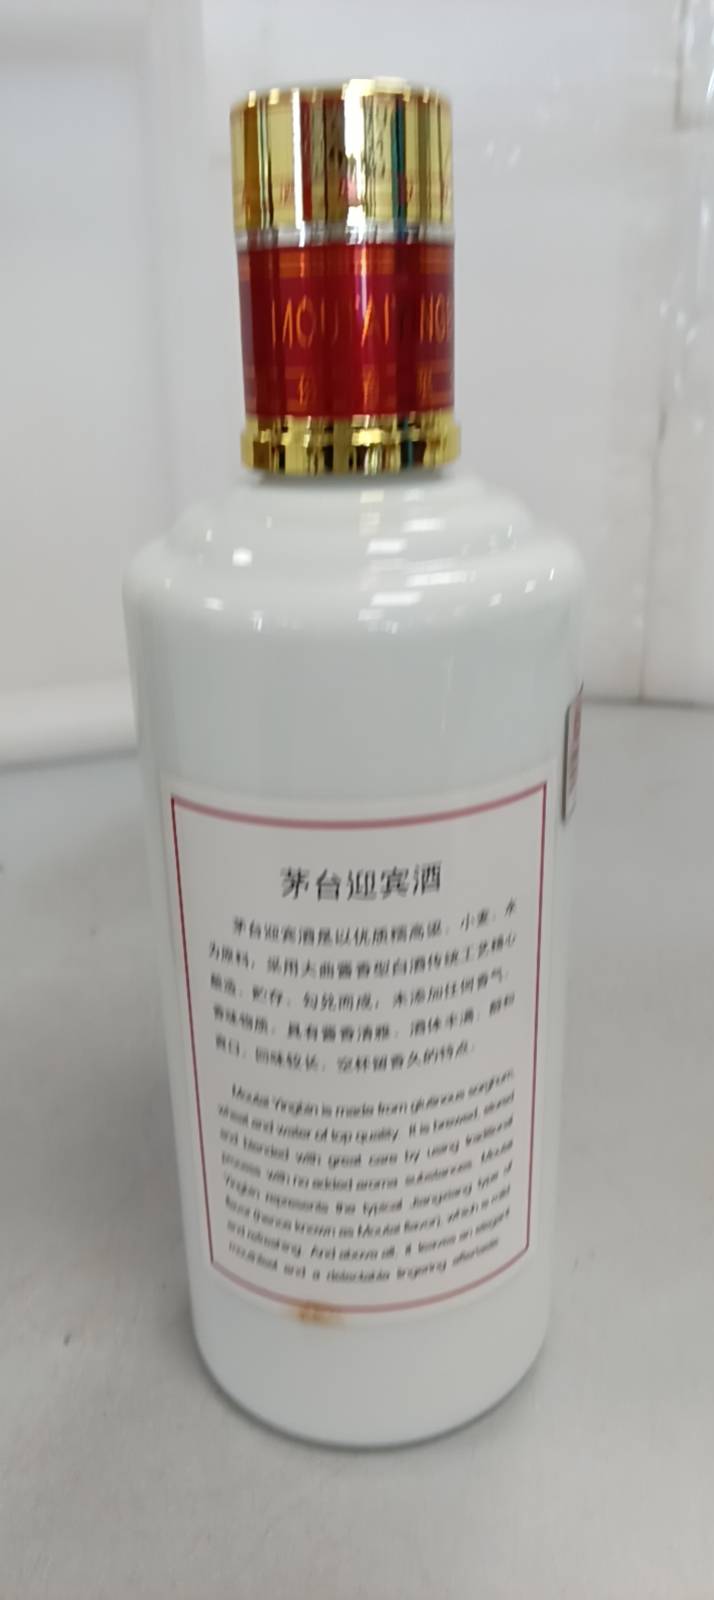 MOUTAI YING
茅台迎宾酒
茅台迎宾酒是以优质糯高粱、小麦、水
为原料，采用大曲酱香型白酒传统工艺精心
酿造、贮存、勾兑而成，未添加任何香气、
香味物质，具有酱香清雅、酒体丰满、醇和
爽口、回味较长、空杯留香久的特点。
Moutai Yingbin is made from glutinous sorghum,
wheat and water of top quality. It is brewed, stored
and blended with great care by using traditional
process with no added aroma substances. Moutai
Yingbin represents the typical Jiangxiang type of
flavor (hence known as Moutai flavor), which is mild
and refreshing. And above all, it leaves an elegant
mouthfeel and a delectable lingering aftertaste.